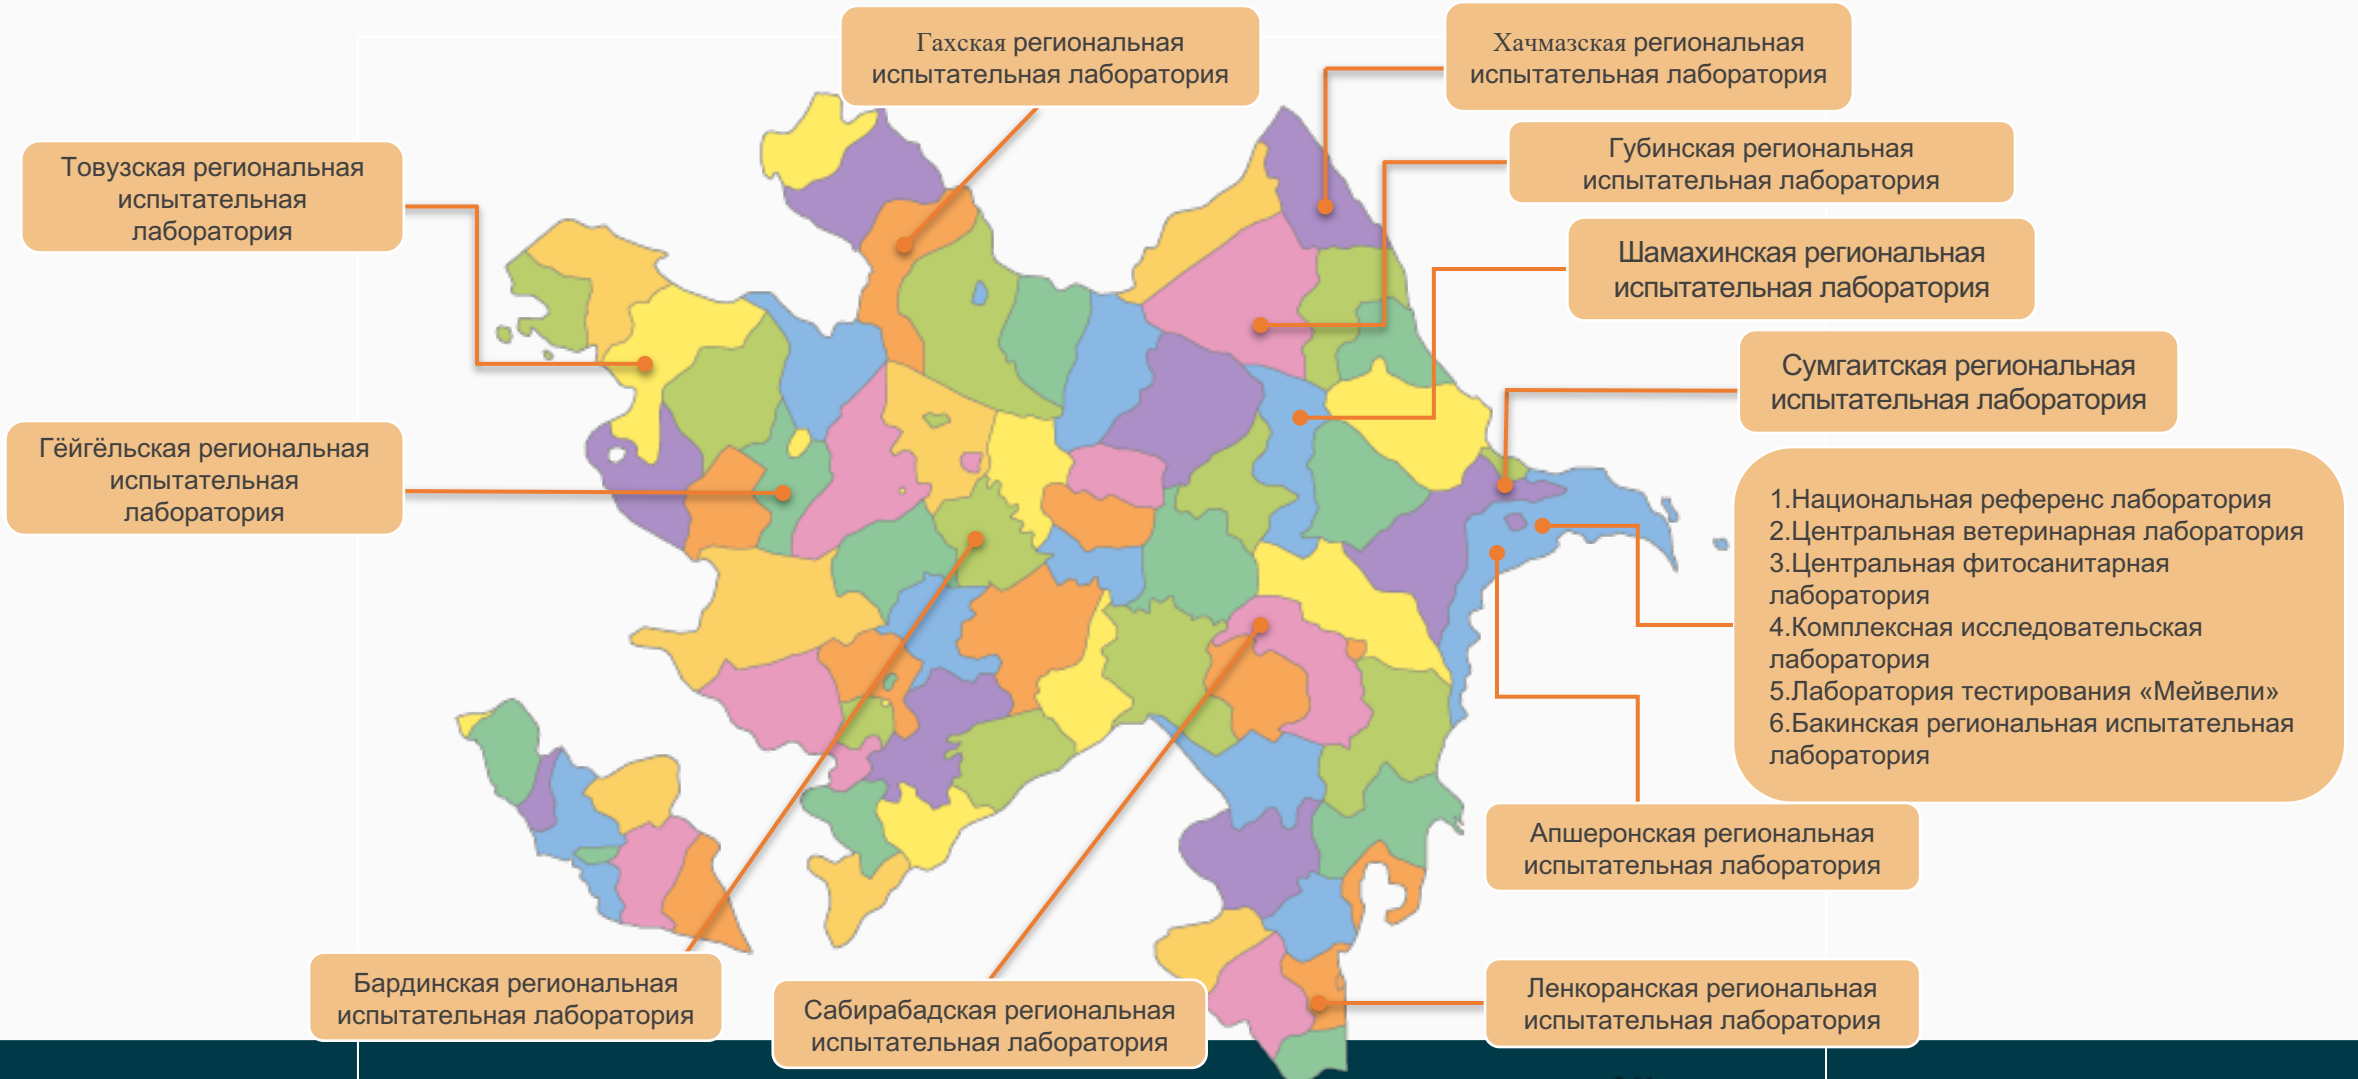 Гахская региональная
испытательная лаборатория
Хачмазская региональная
испытательная лаборатория
Товузская региональная
испытательная
лаборатория
Губинская региональная
испытательная лаборатория
Шамахинская региональная
испытательная лаборатория
Сумгаитская региональная
испытательная лаборатория
Гёйгёльская региональная
испытательная
лаборатория
1.Национальная референс лаборатория
2.Центральная ветеринарная лаборатория
3.Центральная фитосанитарная
лаборатория
4.Комплексная исследовательская
лаборатория
5.Лаборатория тестирования «Мейвели»
6.Бакинская региональная испытательная
лаборатория
Апшеронская региональная
испытательная лаборатория
Бардинская региональная
испытательная лаборатория
Сабирабадская региональная
испытательная лаборатория
Ленкоранская региональная
испытательная лаборатория